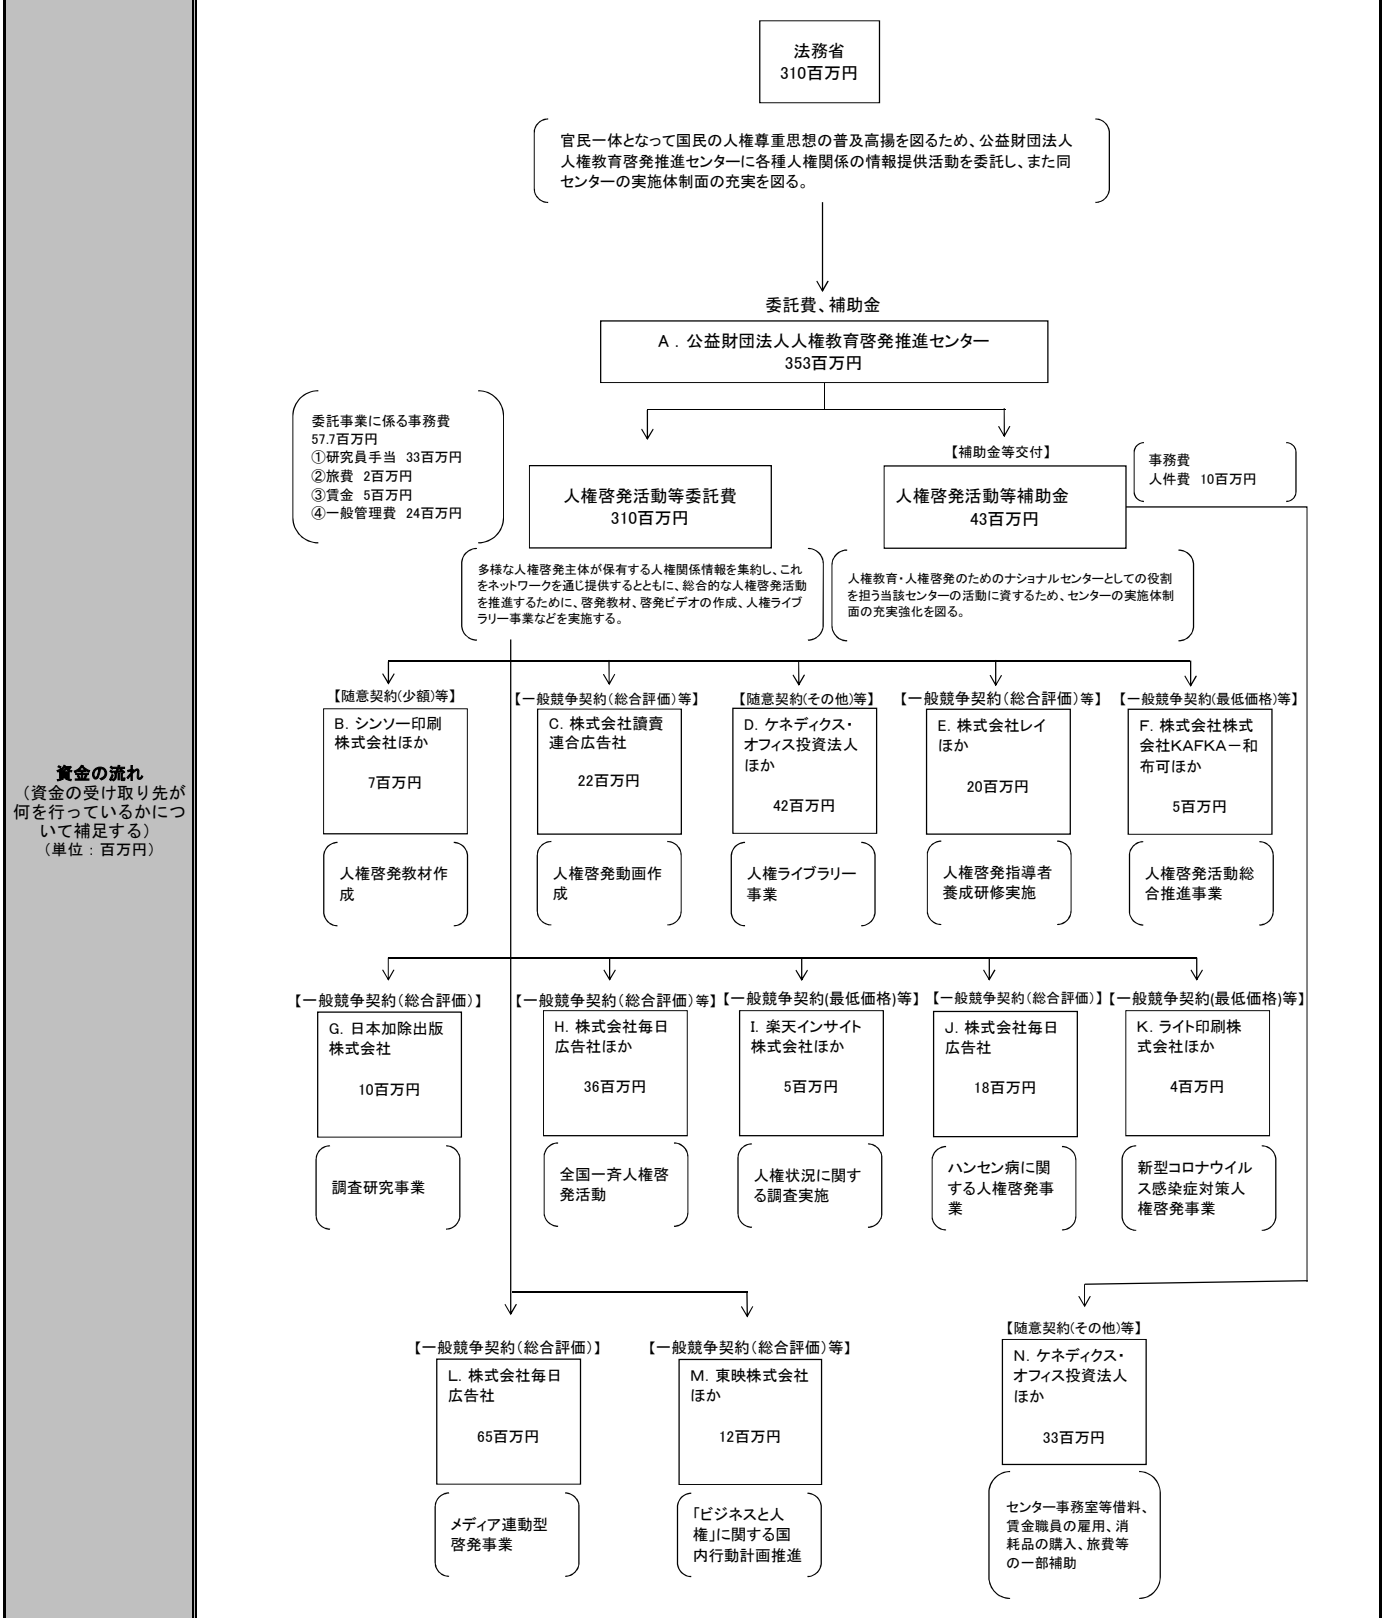 資金の流れ
（資金の受け取り先が
何を行っているかにつ
いて補足する）
（単位：百万円）
法務省
310百万円
官民一体となって国民の人権尊重思想の普及高揚を図るため、公益財団法人
人権教育啓発推進センターに各種人権関係の情報提供活動を委託し、また同
センターの実施体制面の充実を図る。
委託費、補助金
A．公益財団法人人権教育啓発推進センター
353百万円
委託事業に係る事務費
57.7百万円
①研究員手当 33百万円
②旅費 2百万円
③賃金 5百万円
④一般管理費 24百万円
人権啓発活動等委託費
310百万円
【補助金等交付】
人権啓発活動等補助金
43百万円
事務費
人件費 10百万円
多様な人権啓発主体が保有する人権関係情報を集約し、これ
をネットワークを通じ提供するとともに、総合的な人権啓発活動
を推進するために、啓発教材、啓発ビデオの作成、人権ライブ
ラリー事業などを実施する。
人権教育・人権啓発のためのナショナルセンターとしての役割
を担う当該センターの活動に資するため、センターの実施体制
面の充実強化を図る。
【随意契約(少額)等】
B．シンソー印刷
株式会社ほか
7百万円
人権啓発教材作
成
【一般競争契約（総合評価）等】
C．株式会社讀賣
連合広告社
22百万円
人権啓発動画作
成
【随意契約(その他)等】
D．ケネディクス・
オフィス投資法人
ほか
42百万円
人権ライブラリー
事業
【一般競争契約（総合評価）等】
E．株式会社レイ
ほか
20百万円
人権啓発指導者
養成研修実施
【一般競争契約(最低価格)等】
F．株式会社株式
会社KAFKA－和
布可ほか
5百万円
人権啓発活動総
合推進事業
【一般競争契約（総合評価）】
G．日本加除出版
株式会社
10百万円
調査研究事業
【一般競争契約（総合評価）等】
H．株式会社毎日
広告社ほか
36百万円
全国一斉人権啓
発活動
【一般競争契約(最低価格)等】
I．楽天インサイト
株式会社ほか
5百万円
人権状況に関す
る調査実施
【一般競争契約（総合評価）】
J．株式会社毎日
広告社
18百万円
ハンセン病に関
する人権啓発事
業
【一般競争契約(最低価格)等】
K．ライト印刷株
式会社ほか
4百万円
新型コロナウイル
ス感染症対策人
権啓発事業
【一般競争契約（総合評価）】
L．株式会社毎日
広告社
65百万円
メディア連動型
啓発事業
【一般競争契約（総合評価）等】
M．東映株式会社
ほか
12百万円
「ビジネスと人
権」に関する国
内行動計画推進
【随意契約(その他)等】
N．ケネディクス・
オフィス投資法人
ほか
33百万円
センター事務室等借料、
賃金職員の雇用、消
耗品の購入、旅費等
の一部補助